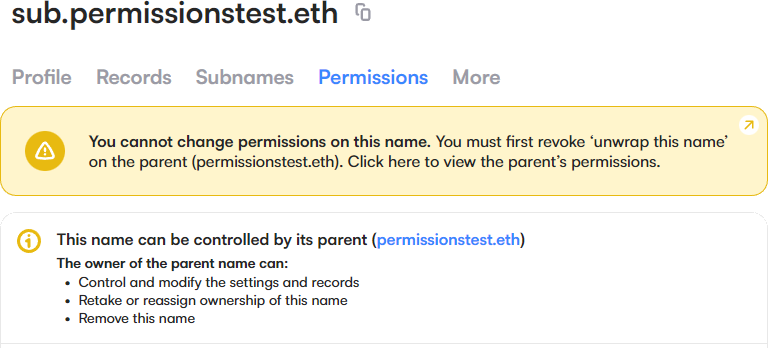 sub.permissionstest.eth
Profile Records Subnames Permissions More
You cannot change permissions on this name. You must first revoke ‘unwrap this name’
on the parent (permissionstest.eth). Click here to view the parent’s permissions.
This name can be controlled by its parent (permissionstest.eth)
The owner of the parent name can:
• Control and modify the settings and records
• Retake or reassign ownership of this name
• Remove this name